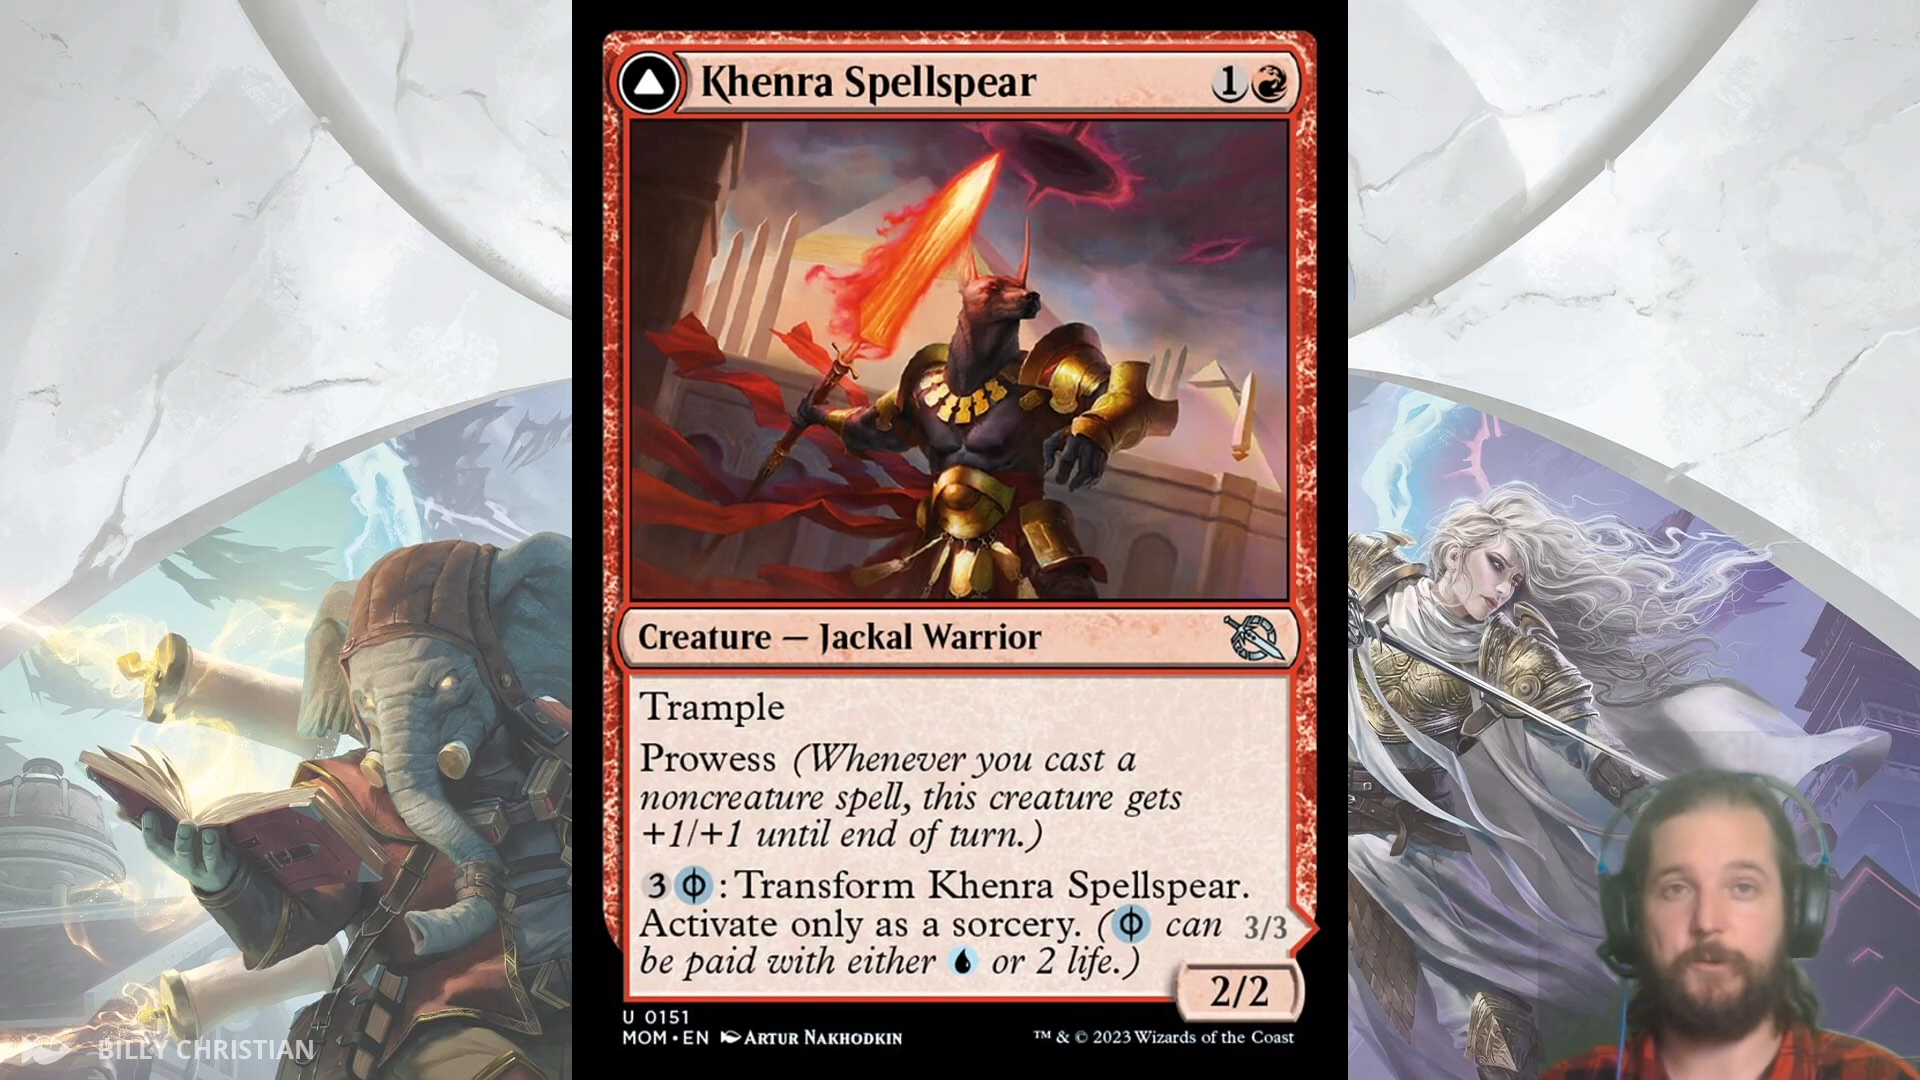 Khenra Spellspear 1
Creature — Jackal Warrior
Trample
Prowess (Whenever you cast a
noncreature spell, this creature gets
+1/+1 until end of turn.)
3 : Transform Khenra Spellspear.
Activate only as a sorcery. ( can 3/3
be paid with either or 2 life.)
2/2
U 0151
MOM • EN ARTUR NAKHODKIN ™ & © 2023 Wizards of the Coast
BILLY CHRISTIAN